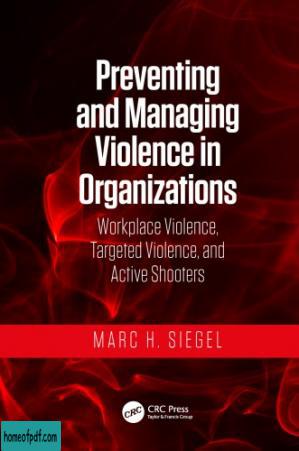 Preventing
and Managing
Violence in
Organizations
Workplace Violence,
Targeted Violence, and
Active Shooters
MARC H. SIEGEL
CRC
CRC Press
Taylor & Francis Group
homeofpdf.com